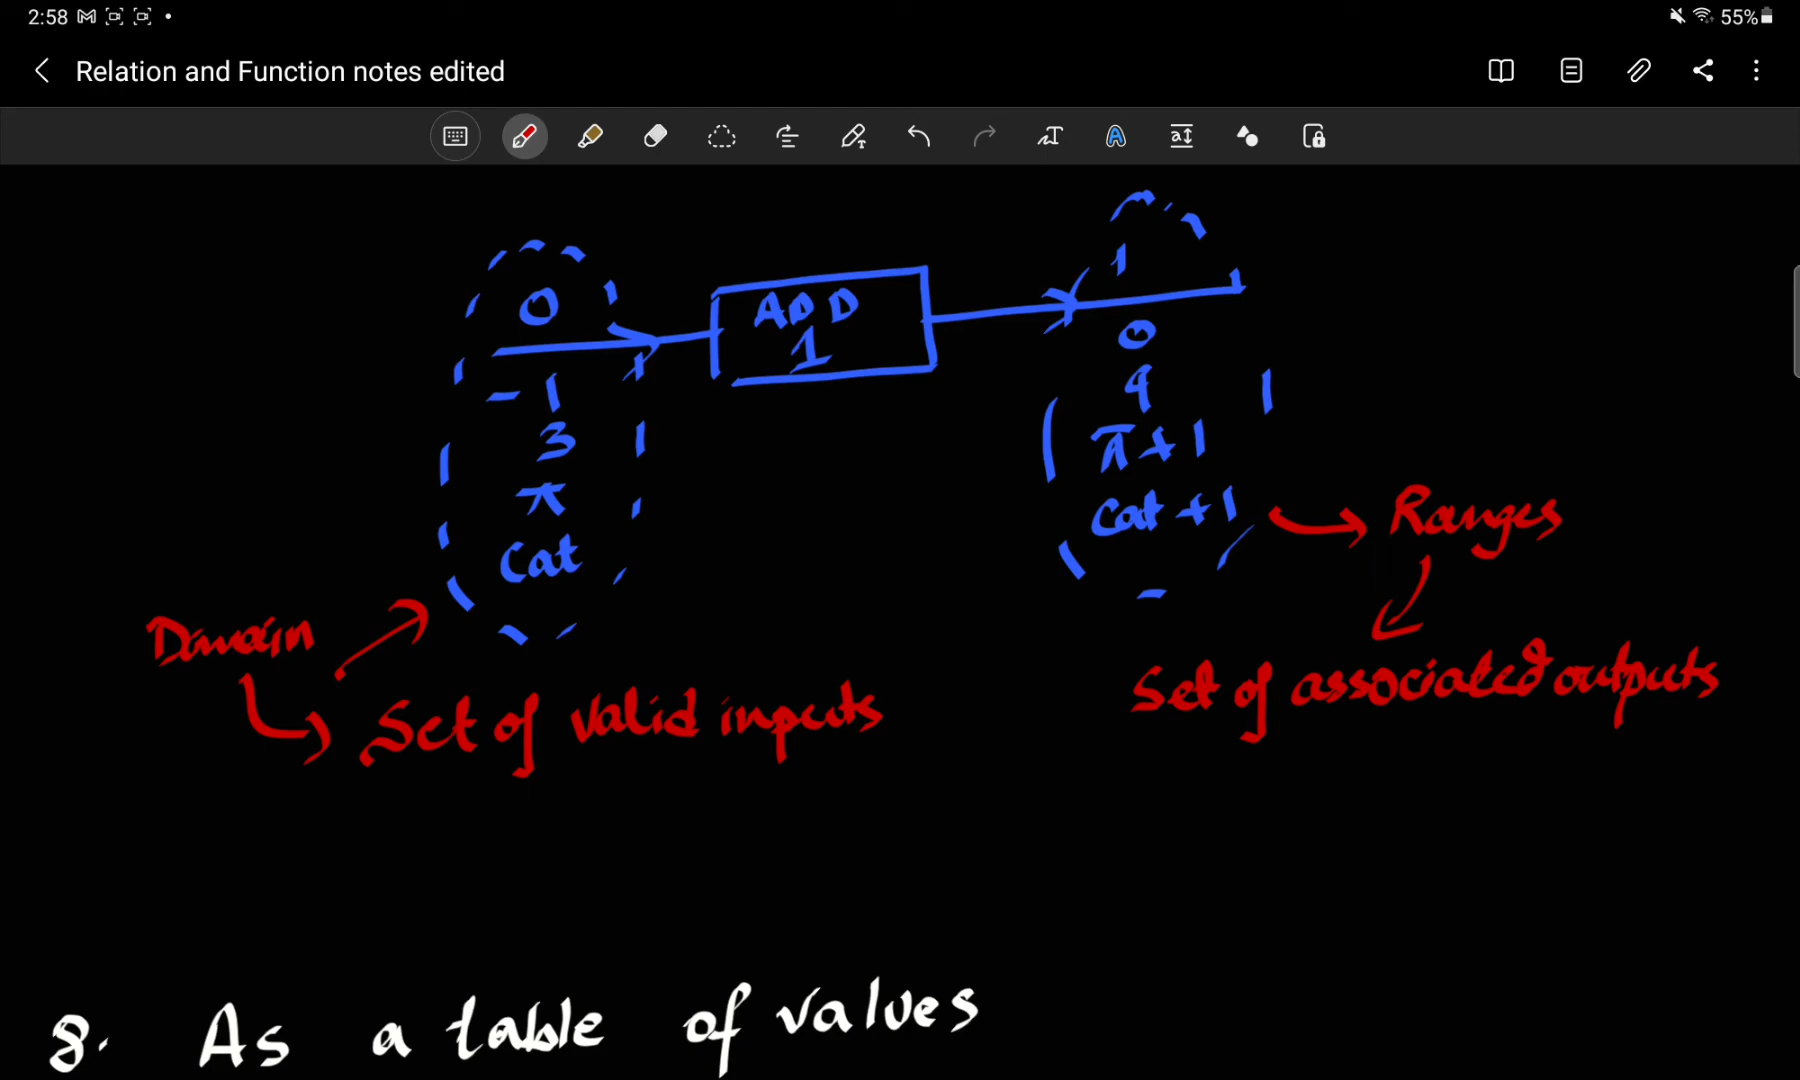 2:58 55%
Relation and Function notes edited
0
-1
3
π
Cat
ADD
1
1
0
4
π+1
Cat+1
Ranges
Domain
Set of valid inputs
Set of associated outputs
8. As a table of values